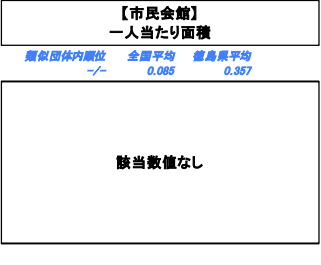 【市民会館】
一人当たり面積
類似団体内順位 全国平均 徳島県平均
-/- 0.085 0.357
該当数値なし